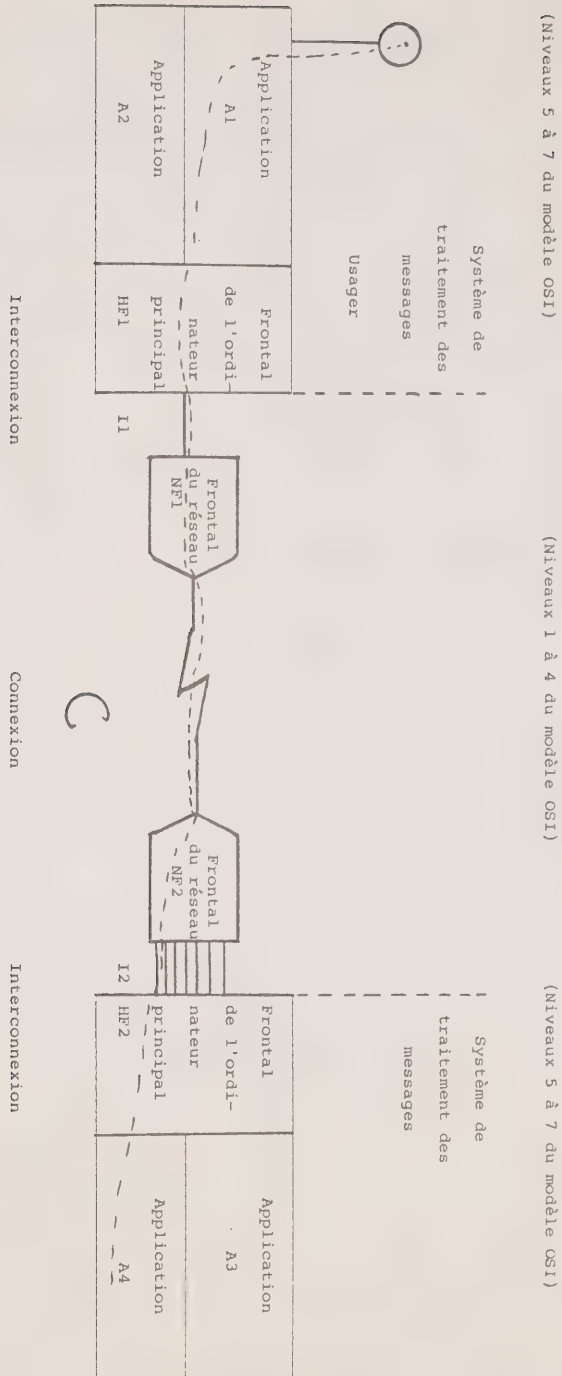 (Niveaux 5 à 7 du modèle OSI)
(Niveaux 1 à 4 du modèle OSI)
(Niveaux 5 à 7 du modèle OSI)
Système de
traitement des
messages
Usager
Système de
traitement des
messages
Application
A1
Application
A2
Frontal
de l'ordi-
nateur
principal
HF1
I1
Frontal
du réseau
NF1
C
Frontal
du réseau
NF2
I2
Frontal
de l'ordi-
nateur
principal
HF2
Application
A3
Application
A4
Interconnexion
Connexion
Interconnexion